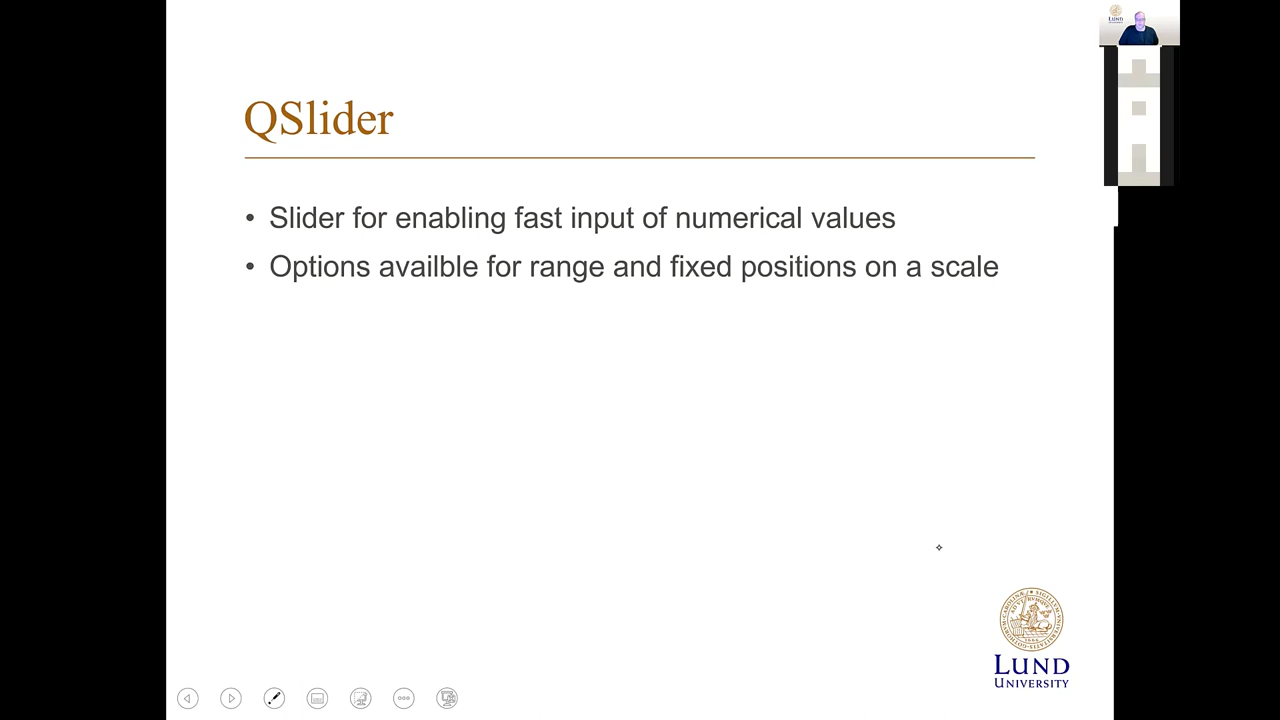 QSlider
• Slider for enabling fast input of numerical values
• Options availble for range and fixed positions on a scale
LUND
UNIVERSITY
LUND